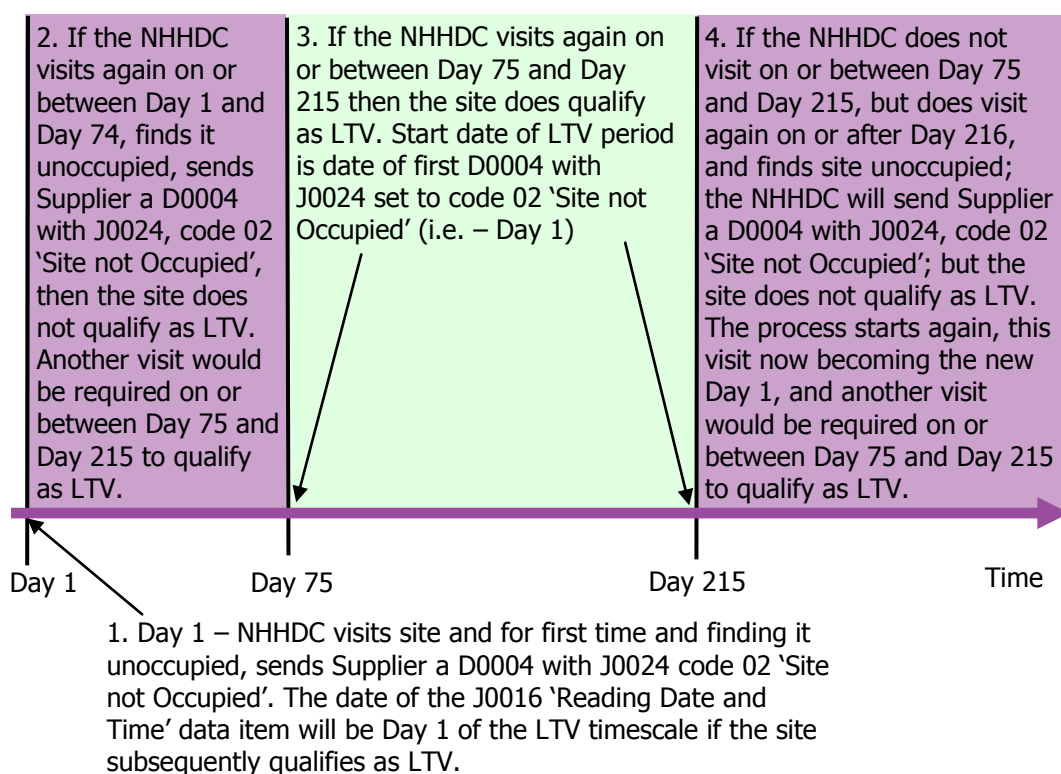 2. If the NHHDC
visits again on or
between Day 1 and
Day 74, finds it
unoccupied, sends
Supplier a D0004
with J0024, code 02
‘Site not Occupied’,
then the site does
not qualify as LTV.
Another visit would
be required on or
between Day 75 and
Day 215 to qualify
as LTV.
3. If the NHHDC visits again on
or between Day 75 and Day
215 then the site does qualify
as LTV. Start date of LTV period
is date of first D0004 with
J0024 set to code 02 ‘Site not
Occupied’ (i.e. – Day 1)
4. If the NHHDC does not
visit on or between Day 75
and Day 215, but does visit
again on or after Day 216,
and finds site unoccupied;
the NHHDC will send Supplier
a D0004 with J0024, code 02
‘Site not Occupied’; but the
site does not qualify as LTV.
The process starts again, this
visit now becoming the new
Day 1, and another visit
would be required on or
between Day 75 and Day 215
to qualify as LTV.
Day 1
Day 75
Day 215
Time
1. Day 1 – NHHDC visits site and for first time and finding it
unoccupied, sends Supplier a D0004 with J0024 code 02 ‘Site
not Occupied’. The date of the J0016 ‘Reading Date and
Time’ data item will be Day 1 of the LTV timescale if the site
subsequently qualifies as LTV.